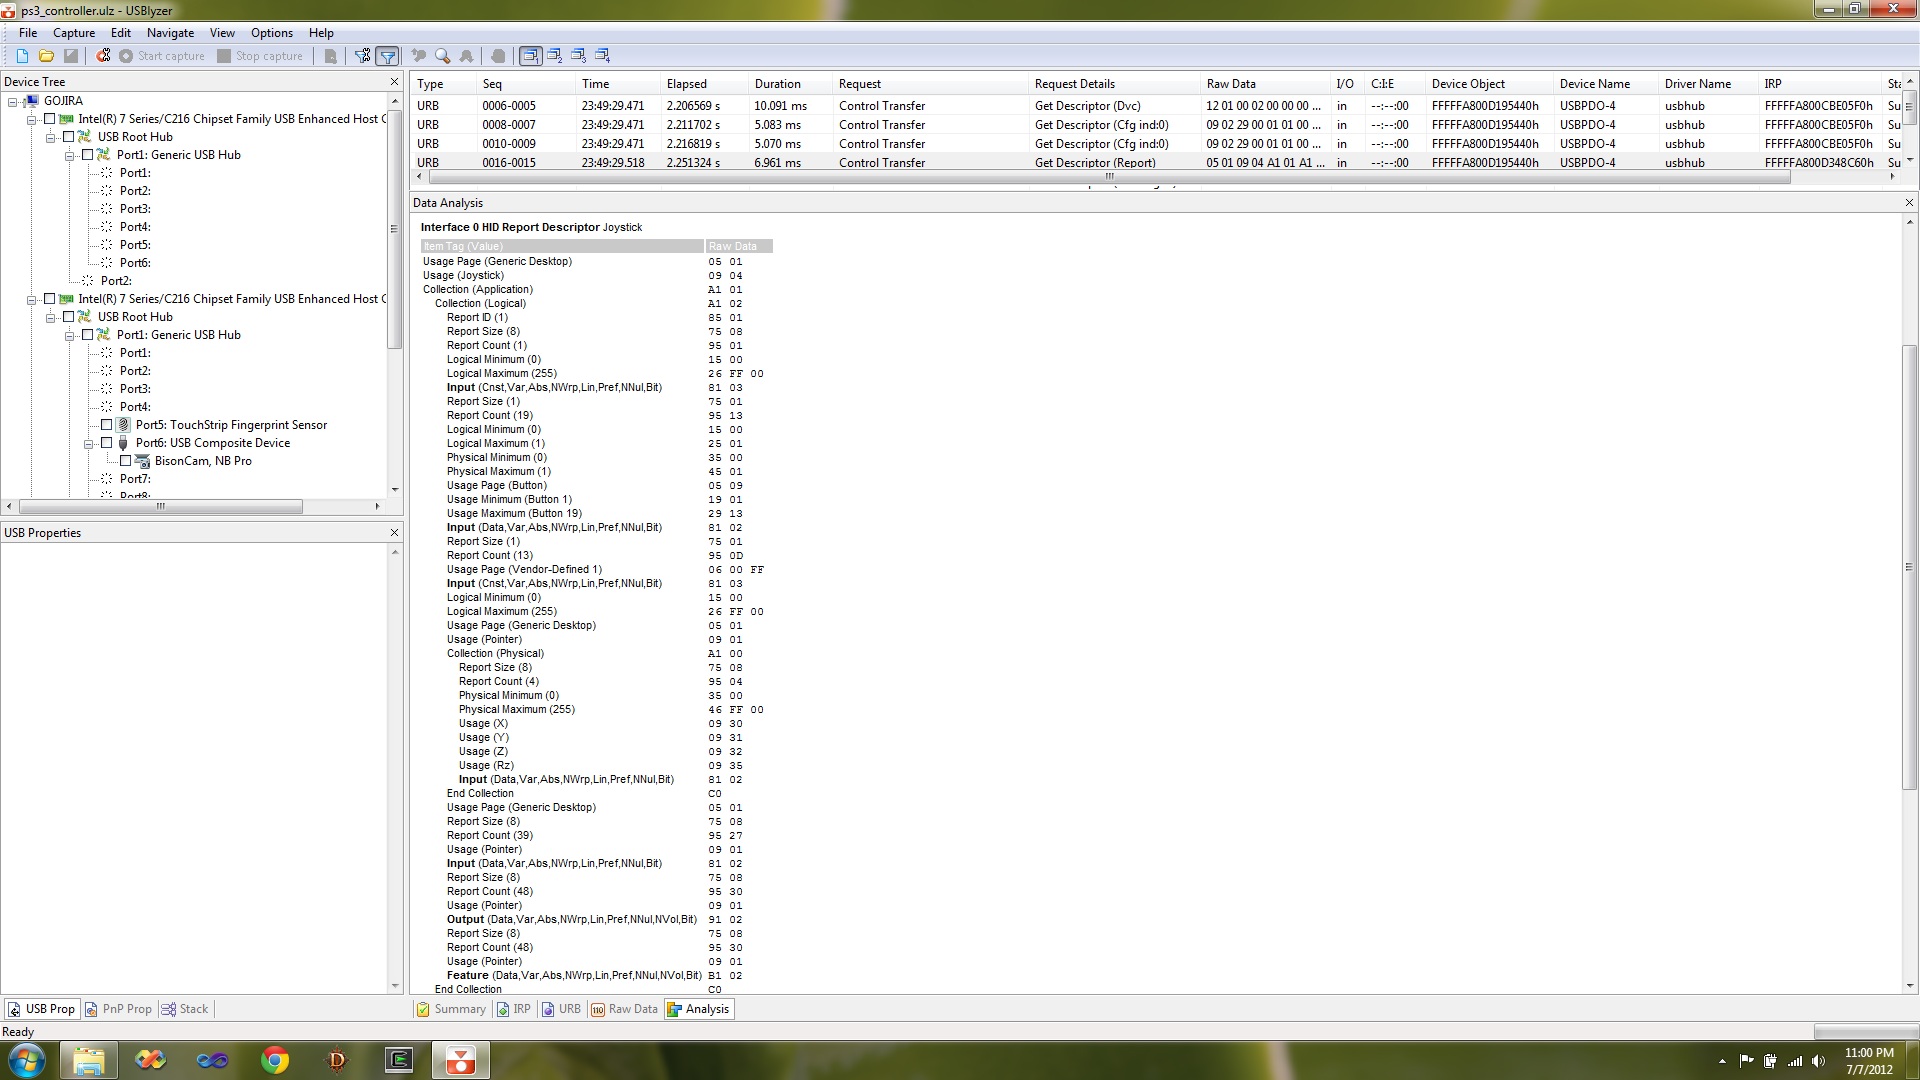 ps3_controller.ulz - USBlyzer
File Capture Edit Navigate View Options Help
Start capture Stop capture
Device Tree
GOJIRA
Intel(R) 7 Series/C216 Chipset Family USB Enhanced Host C
USB Root Hub
Port1: Generic USB Hub
Port1:
Port2:
Port3:
Port4:
Port5:
Port6:
Port2:
Intel(R) 7 Series/C216 Chipset Family USB Enhanced Host C
USB Root Hub
Port1: Generic USB Hub
Port1:
Port2:
Port3:
Port4:
Port5: TouchStrip Fingerprint Sensor
Port6: USB Composite Device
BisonCam, NB Pro
Port7:
Port8:
USB Properties
USB Prop PnP Prop Stack
Type Seq Time Elapsed Duration Request Request Details Raw Data I/O C:I:E Device Object Device Name Driver Name IRP Sta
URB 0006-0005 23:49:29.471 2.206569 s 10.091 ms Control Transfer Get Descriptor (Dvc) 12 01 00 02 00 00 00 ... in --:--:00 FFFFFA800D195440h USBPDO-4 usbhub FFFFFA800CBE05F0h Su
URB 0008-0007 23:49:29.471 2.211702 s 5.083 ms Control Transfer Get Descriptor (Cfg ind:0) 09 02 29 00 01 01 00 ... in --:--:00 FFFFFA800D195440h USBPDO-4 usbhub FFFFFA800CBE05F0h Su
URB 0010-0009 23:49:29.471 2.216819 s 5.070 ms Control Transfer Get Descriptor (Cfg ind:0) 09 02 29 00 01 01 00 ... in --:--:00 FFFFFA800D195440h USBPDO-4 usbhub FFFFFA800CBE05F0h Su
URB 0016-0015 23:49:29.518 2.251324 s 6.961 ms Control Transfer Get Descriptor (Report) 05 01 09 04 A1 01 A1 ... in --:--:00 FFFFFA800D195440h USBPDO-4 usbhub FFFFFA800D348C60h Su
Data Analysis
Interface 0 HID Report Descriptor Joystick
Item Tag (Value) Raw Data
Usage Page (Generic Desktop) 05 01
Usage (Joystick) 09 04
Collection (Application) A1 01
Collection (Logical) A1 02
Report ID (1) 85 01
Report Size (8) 75 08
Report Count (1) 95 01
Logical Minimum (0) 15 00
Logical Maximum (255) 26 FF 00
Input (Cnst,Var,Abs,NWrp,Lin,Pref,NNul,Bit) 81 03
Report Size (1) 75 01
Report Count (19) 95 13
Logical Minimum (0) 15 00
Logical Maximum (1) 25 01
Physical Minimum (0) 35 00
Physical Maximum (1) 45 01
Usage Page (Button) 05 09
Usage Minimum (Button 1) 19 01
Usage Maximum (Button 19) 29 13
Input (Data,Var,Abs,NWrp,Lin,Pref,NNul,Bit) 81 02
Report Size (1) 75 01
Report Count (13) 95 0D
Usage Page (Vendor-Defined 1) 06 00 FF
Input (Cnst,Var,Abs,NWrp,Lin,Pref,NNul,Bit) 81 03
Logical Minimum (0) 15 00
Logical Maximum (255) 26 FF 00
Usage Page (Generic Desktop) 05 01
Usage (Pointer) 09 01
Collection (Physical) A1 00
Report Size (8) 75 08
Report Count (4) 95 04
Physical Minimum (0) 35 00
Physical Maximum (255) 46 FF 00
Usage (X) 09 30
Usage (Y) 09 31
Usage (Z) 09 32
Usage (Rz) 09 35
Input (Data,Var,Abs,NWrp,Lin,Pref,NNul,Bit) 81 02
End Collection C0
Usage Page (Generic Desktop) 05 01
Report Size (8) 75 08
Report Count (39) 95 27
Usage (Pointer) 09 01
Input (Data,Var,Abs,NWrp,Lin,Pref,NNul,Bit) 81 02
Report Size (8) 75 08
Report Count (48) 95 30
Usage (Pointer) 09 01
Output (Data,Var,Abs,NWrp,Lin,Pref,NNul,NVol,Bit) 91 02
Report Size (8) 75 08
Report Count (48) 95 30
Usage (Pointer) 09 01
Feature (Data,Var,Abs,NWrp,Lin,Pref,NNul,NVol,Bit) B1 02
End Collection C0
Summary IRP URB Raw Data Analysis
Ready
11:00 PM
7/7/2012